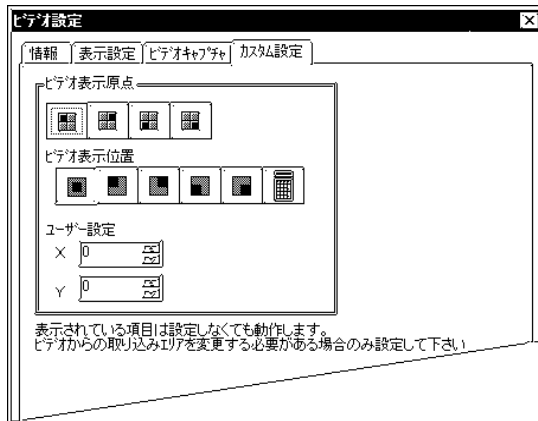 ビデオ設定
情報 表示設定 ビデオキャプチャ カスタム設定
ビデオ表示原点
ビデオ表示位置
ユーザー設定
X 0
Y 0
表示されている項目は設定しなくても動作します。
ビデオからの取り込みエリアを変更する必要がある場合のみ設定して下さい